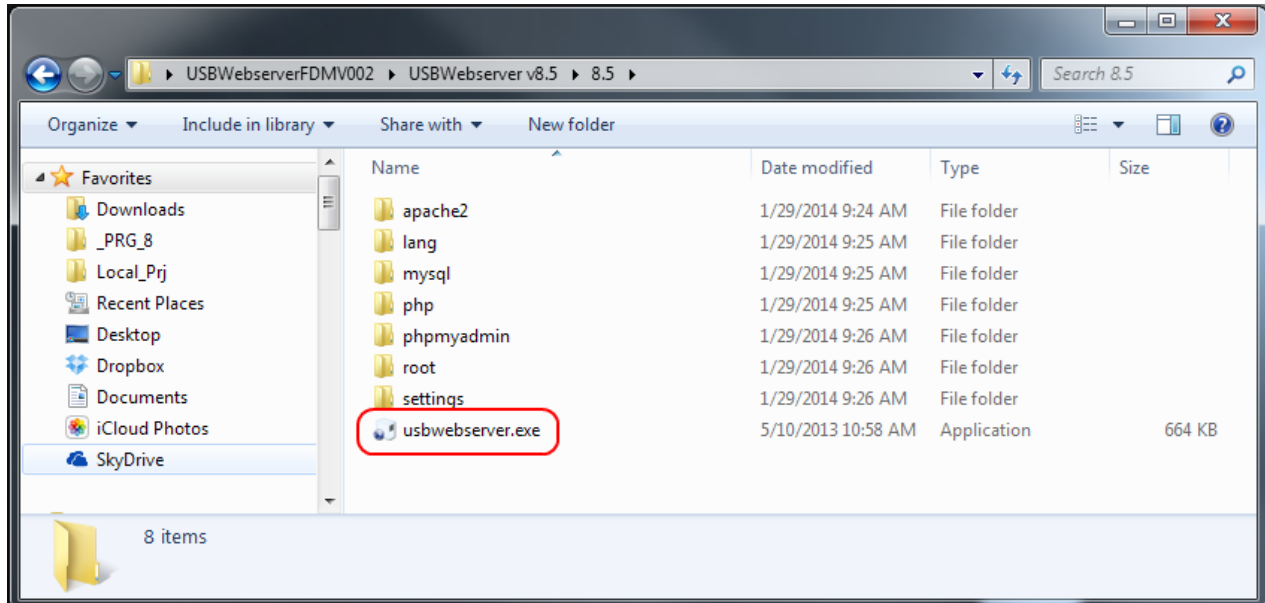 USBWebserverFDMV002 USBWebserver v8.5 8.5 Search 8.5
Organize Include in library Share with New folder
Name Date modified Type Size
Favorites
Downloads
_PRG_8
Local_Prj
Recent Places
Desktop
Dropbox
Documents
iCloud Photos
SkyDrive
apache2 1/29/2014 9:24 AM File folder
lang 1/29/2014 9:25 AM File folder
mysql 1/29/2014 9:25 AM File folder
php 1/29/2014 9:25 AM File folder
phpmyadmin 1/29/2014 9:26 AM File folder
root 1/29/2014 9:26 AM File folder
settings 1/29/2014 9:26 AM File folder
usbwebserver.exe 5/10/2013 10:58 AM Application 664 KB
8 items